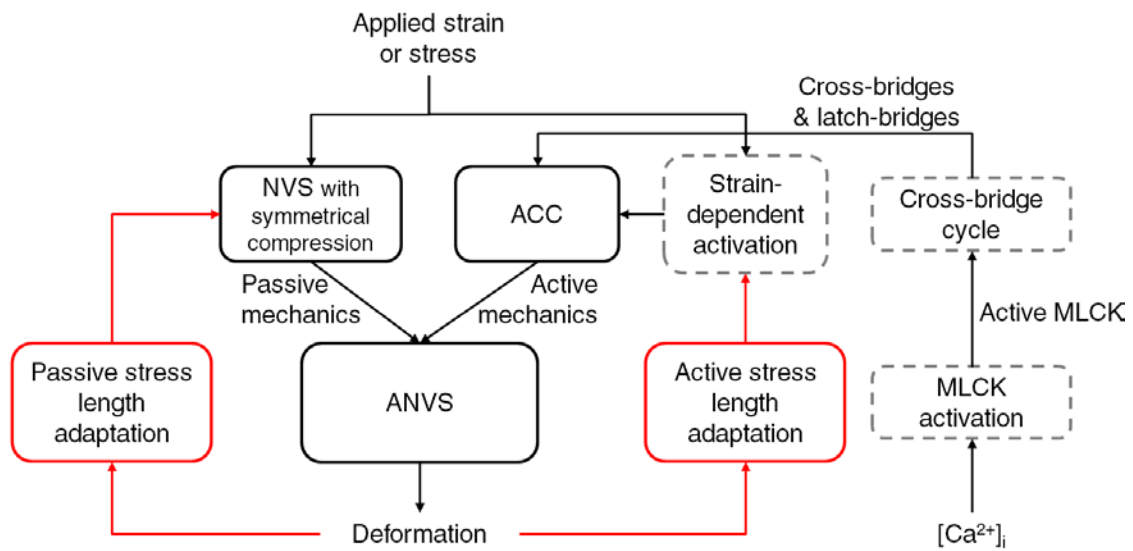 Applied strain
or stress
Cross-bridges
& latch-bridges
NVS with
symmetrical
compression
ACC
Strain-
dependent
activation
Cross-bridge
cycle
Passive
mechanics
Active
mechanics
Active MLCK
Passive stress
length
adaptation
ANVS
Active stress
length
adaptation
MLCK
activation
Deformation
[Ca²⁺]ᵢ